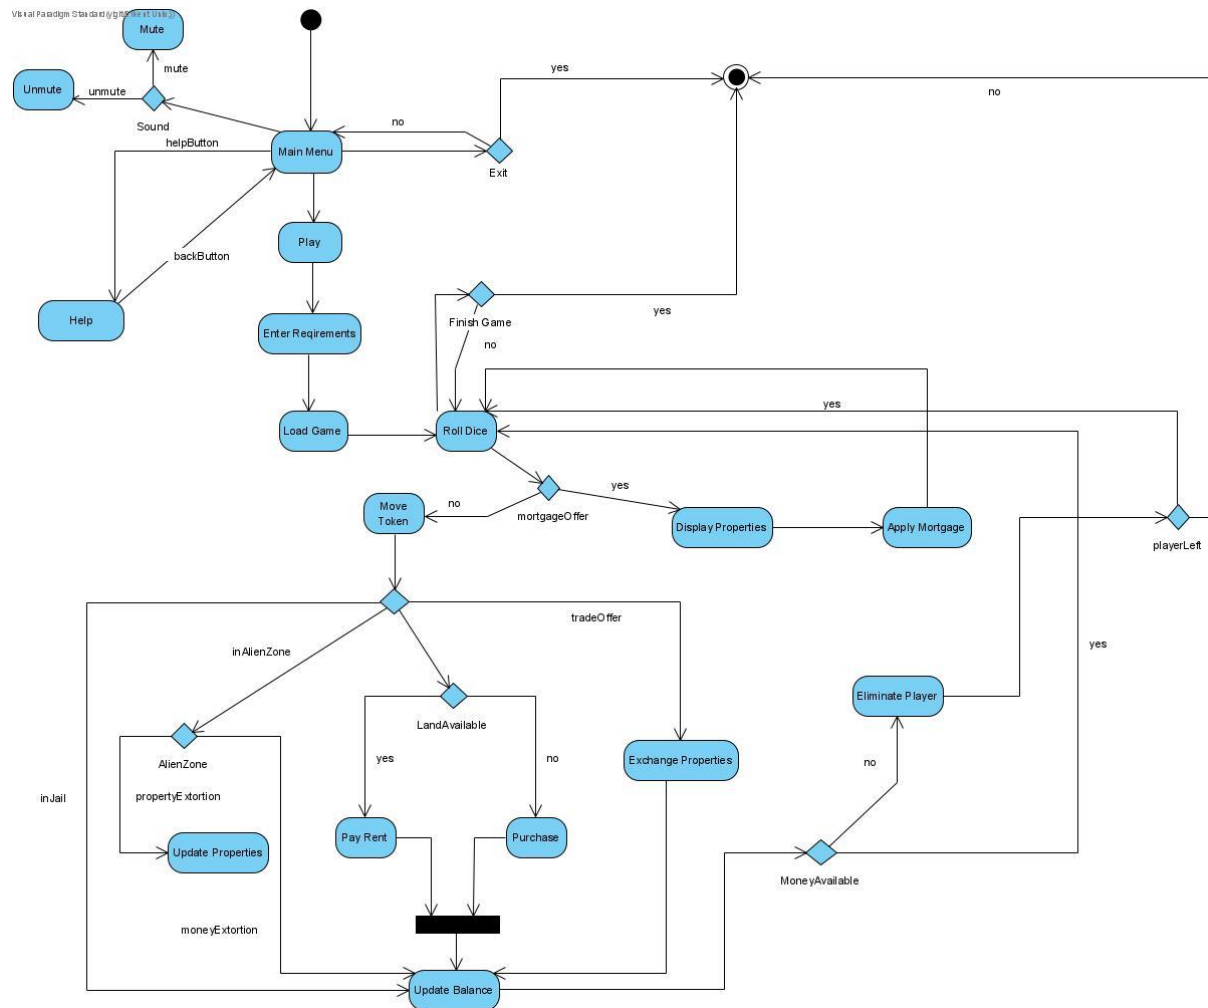 Visual Paradigm Standard
Mute
mute
Unmute
unmute
Sound
yes
no
no
helpButton
Main Menu
Exit
Play
backButton
Help
Finish Game
yes
no
Enter Reqirements
yes
Load Game
Roll Dice
yes
no
Move
Token
mortgageOffer
Display Properties
Apply Mortgage
playerLeft
tradeOffer
inAlienZone
yes
LandAvailable
Eliminate Player
AlienZone
yes
no
Exchange Properties
no
inJail
propertyExtortion
Pay Rent
Purchase
Update Properties
MoneyAvailable
moneyExtortion
Update Balance